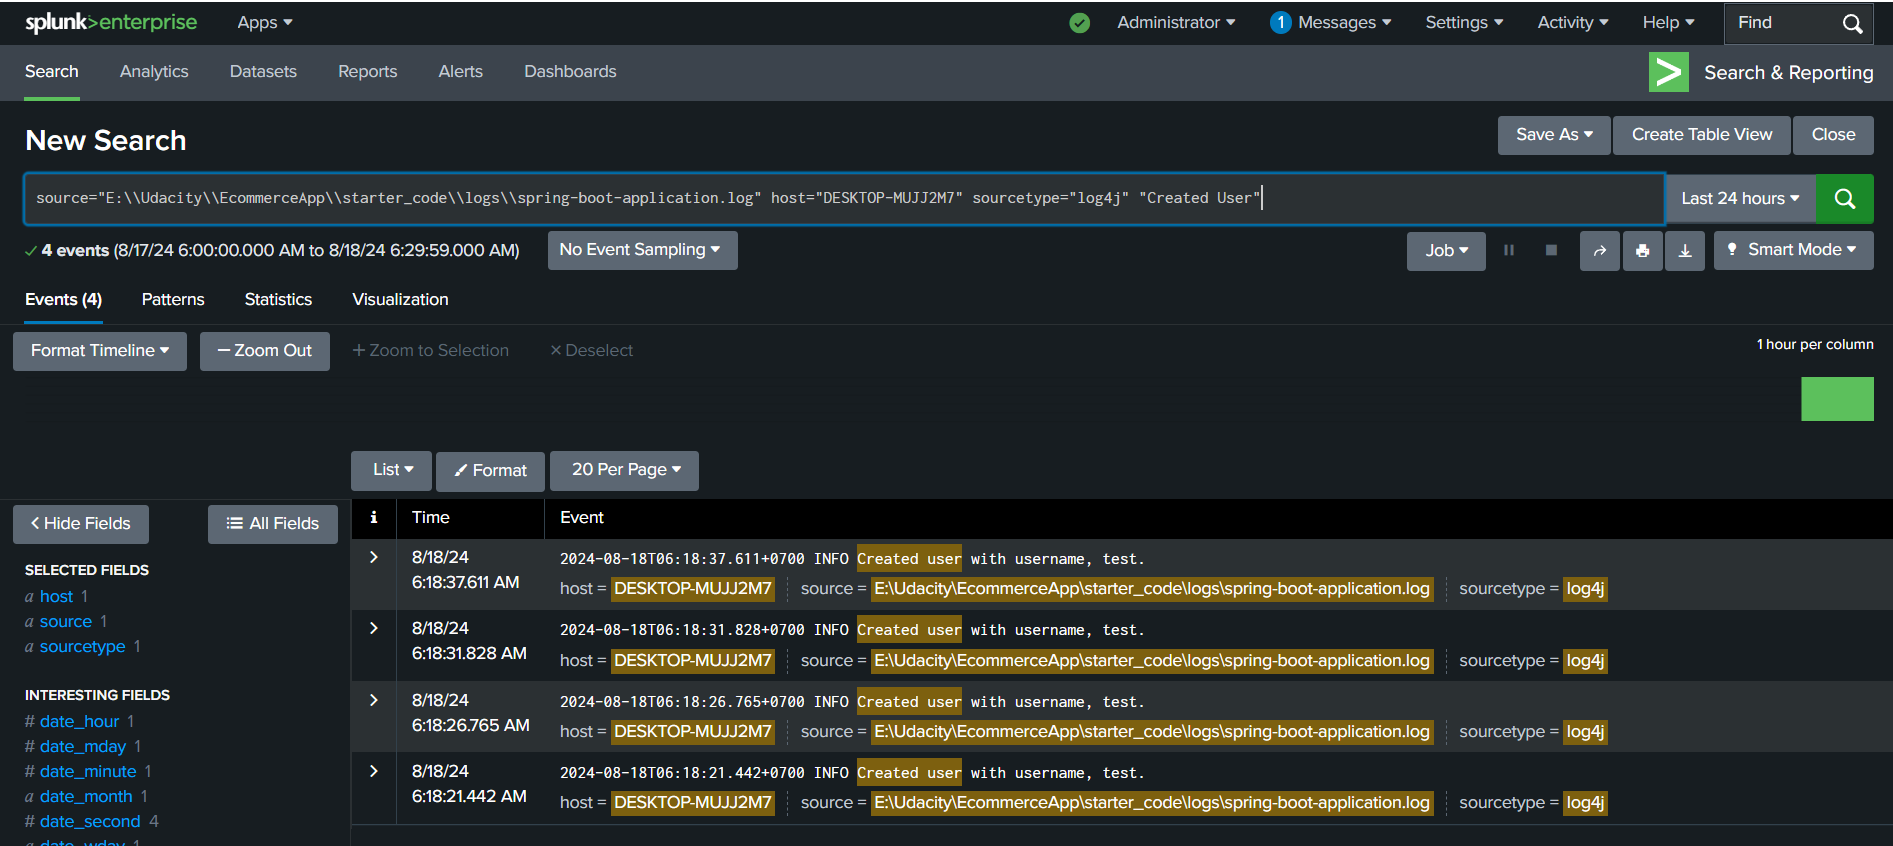 splunk>enterprise Apps Administrator 1 Messages Settings Activity Help Find
Search Analytics Datasets Reports Alerts Dashboards > Search & Reporting
New Search Save As Create Table View Close
source="E:\\Udacity\\EcommerceApp\\starter_code\\logs\\spring-boot-application.log" host="DESKTOP-MUJJ2M7" sourcetype="log4j" "Created User" Last 24 hours
4 events (8/17/24 6:00:00.000 AM to 8/18/24 6:29:59.000 AM) No Event Sampling Job Smart Mode
Events (4) Patterns Statistics Visualization
Format Timeline — Zoom Out + Zoom to Selection × Deselect 1 hour per column
List Format 20 Per Page
< Hide Fields All Fields
i Time Event
SELECTED FIELDS
a host 1
a source 1
a sourcetype 1
INTERESTING FIELDS
# date_hour 1
# date_mday 1
# date_minute 1
a date_month 1
# date_second 4
a date_wday 1
> 8/18/24 2024-08-18T06:18:37.611+0700 INFO Created user with username, test.
6:18:37.611 AM host = DESKTOP-MUJJ2M7 source = E:\Udacity\EcommerceApp\starter_code\logs\spring-boot-application.log sourcetype = log4j
> 8/18/24 2024-08-18T06:18:31.828+0700 INFO Created user with username, test.
6:18:31.828 AM host = DESKTOP-MUJJ2M7 source = E:\Udacity\EcommerceApp\starter_code\logs\spring-boot-application.log sourcetype = log4j
> 8/18/24 2024-08-18T06:18:26.765+0700 INFO Created user with username, test.
6:18:26.765 AM host = DESKTOP-MUJJ2M7 source = E:\Udacity\EcommerceApp\starter_code\logs\spring-boot-application.log sourcetype = log4j
> 8/18/24 2024-08-18T06:18:21.442+0700 INFO Created user with username, test.
6:18:21.442 AM host = DESKTOP-MUJJ2M7 source = E:\Udacity\EcommerceApp\starter_code\logs\spring-boot-application.log sourcetype = log4j